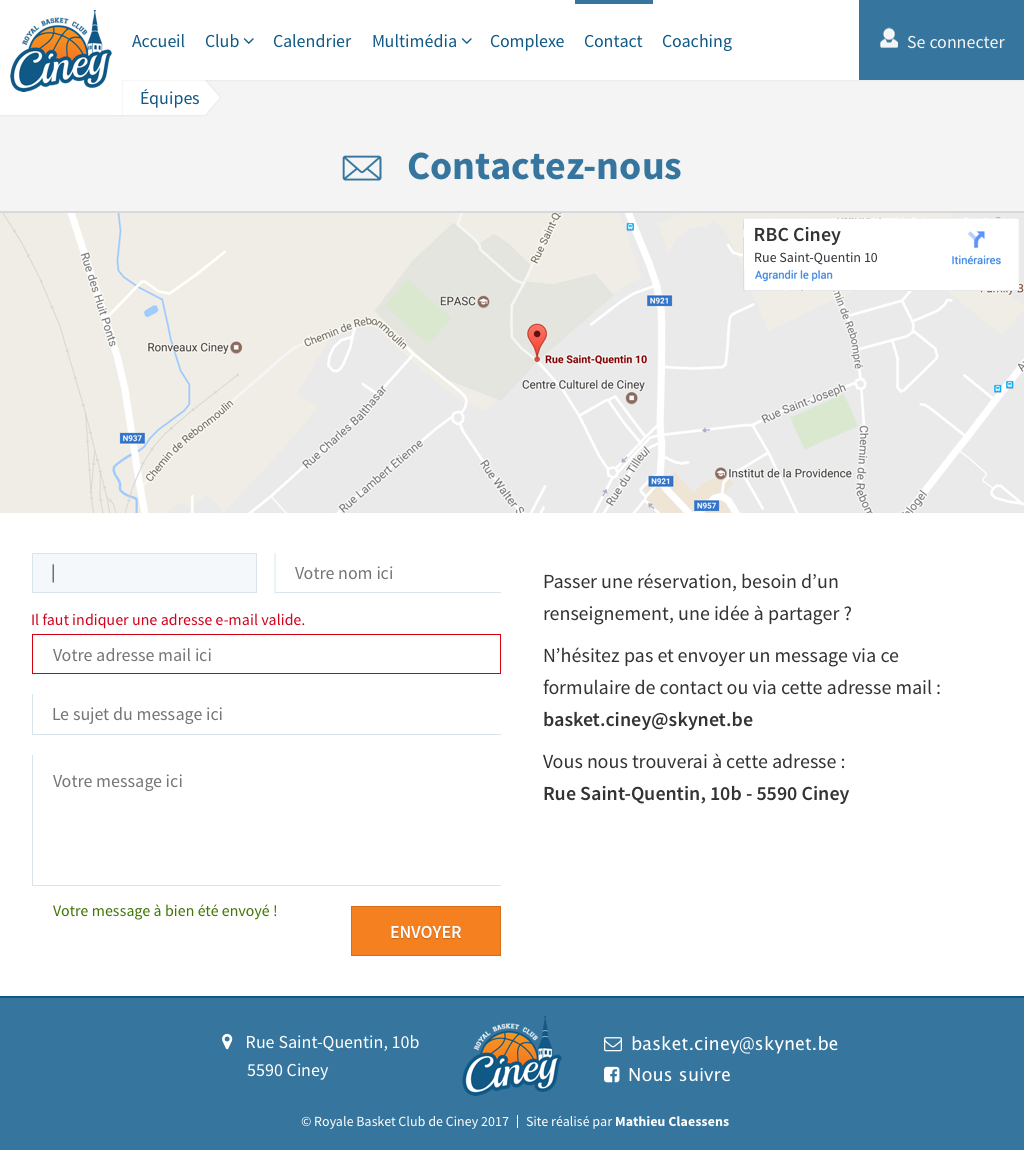 ROYAL BASKET CLUB
Ciney
Accueil
Club
Calendrier
Multimédia
Complexe
Contact
Coaching
Se connecter
Équipes
Contactez-nous
RBC Ciney
Rue Saint-Quentin 10
Agrandir le plan
Itinéraires
Rue des Huit Ponts
Rue Saint-Q
EPASC
N921
Chemin de Rebonmoulin
Ronveaux Ciney
Rue Saint-Quentin 10
Centre Culturel de Ciney
Rue Charles Balthasar
Rue Saint-Joseph
N937
Chemin de Rebonmoulin
Rue Lambert Etienne
Rue Walter S
Rue du Tilleul
N921
Institut de la Providence
N957
Votre nom ici
Il faut indiquer une adresse e-mail valide.
Votre adresse mail ici
Le sujet du message ici
Votre message ici
Votre message à bien été envoyé !
ENVOYER
Passer une réservation, besoin d’un
renseignement, une idée à partager ?
N’hésitez pas et envoyer un message via ce
formulaire de contact ou via cette adresse mail :
basket.ciney@skynet.be
Vous nous trouverai à cette adresse :
Rue Saint-Quentin, 10b - 5590 Ciney
Rue Saint-Quentin, 10b
5590 Ciney
ROYAL BASKET CLUB
Ciney
basket.ciney@skynet.be
Nous suivre
© Royale Basket Club de Ciney 2017 | Site réalisé par Mathieu Claessens